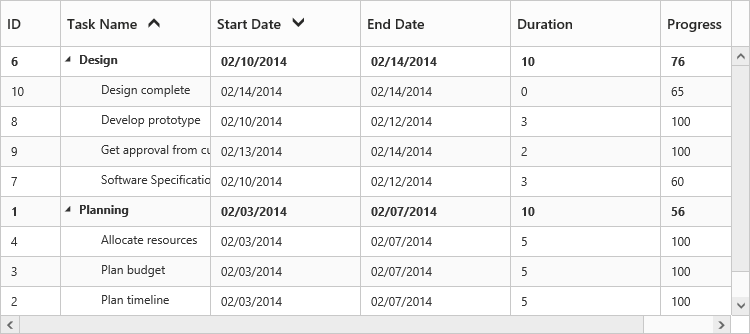 ID Task Name Start Date End Date Duration Progress
6 Design 02/10/2014 02/14/2014 10 76
10 Design complete 02/14/2014 02/14/2014 0 65
8 Develop prototype 02/10/2014 02/12/2014 3 100
9 Get approval from cu 02/13/2014 02/14/2014 2 100
7 Software Specificatio 02/10/2014 02/12/2014 3 60
1 Planning 02/03/2014 02/07/2014 10 56
4 Allocate resources 02/03/2014 02/07/2014 5 100
3 Plan budget 02/03/2014 02/07/2014 5 100
2 Plan timeline 02/03/2014 02/07/2014 5 100